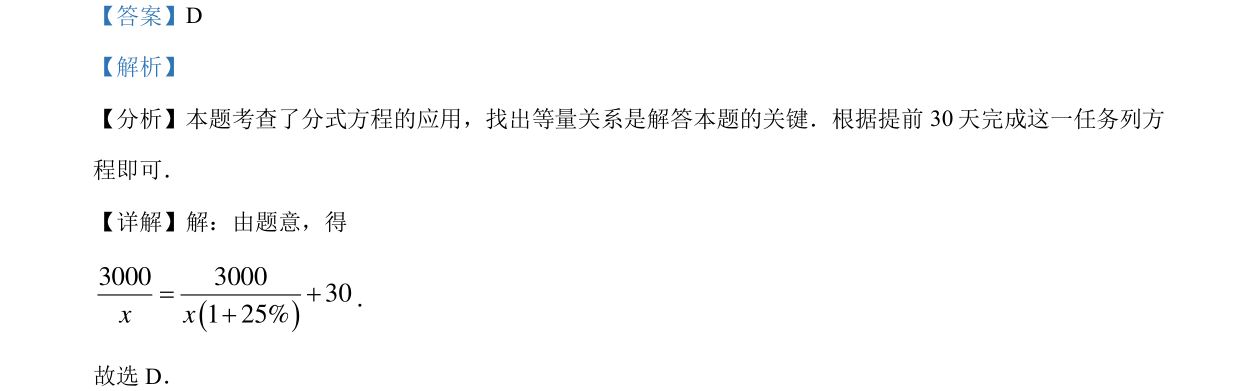 【答案】D
【解析】
【分析】本题考查了分式方程的应用，找出等量关系是解答本题的关键．根据提前 30 天完成这一任务列方
程即可．
【详解】解：由题意，得
3000/x = 3000/x(1+25%) + 30．
故选 D．